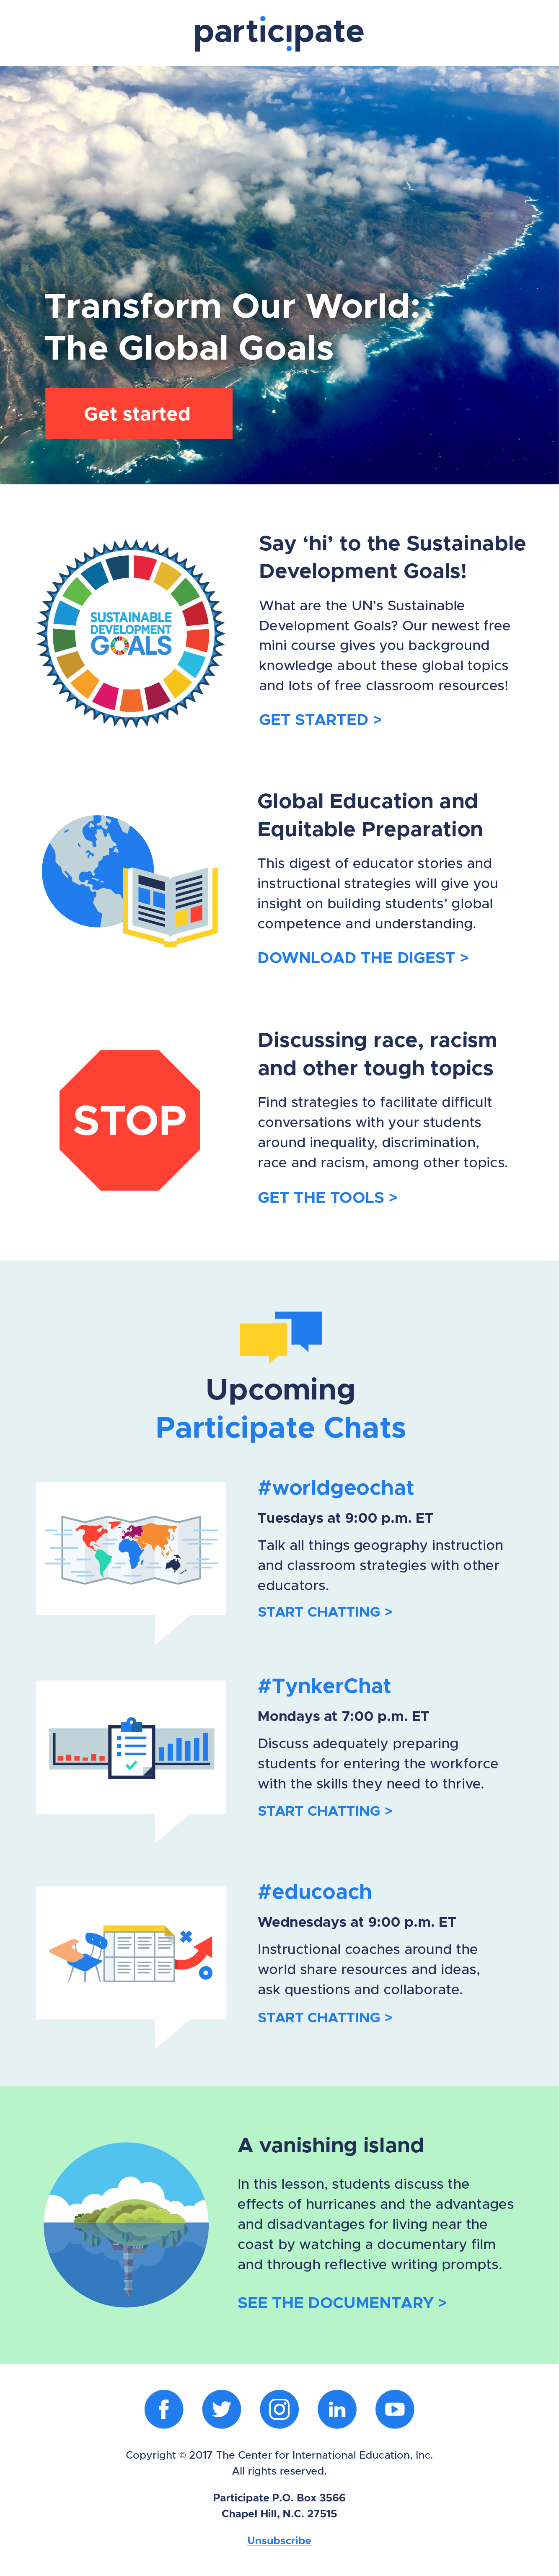 participate
Transform Our World:
The Global Goals
Get started
SUSTAINABLE
DEVELOPMENT
GOALS
Say ‘hi’ to the Sustainable
Development Goals!
What are the UN’s Sustainable
Development Goals? Our newest free
mini course gives you background
knowledge about these global topics
and lots of free classroom resources!
GET STARTED >
Global Education and
Equitable Preparation
This digest of educator stories and
instructional strategies will give you
insight on building students’ global
competence and understanding.
DOWNLOAD THE DIGEST >
STOP
Discussing race, racism
and other tough topics
Find strategies to facilitate difficult
conversations with your students
around inequality, discrimination,
race and racism, among other topics.
GET THE TOOLS >
Upcoming
Participate Chats
#worldgeochat
Tuesdays at 9:00 p.m. ET
Talk all things geography instruction
and classroom strategies with other
educators.
START CHATTING >
#TynkerChat
Mondays at 7:00 p.m. ET
Discuss adequately preparing
students for entering the workforce
with the skills they need to thrive.
START CHATTING >
#educoach
Wednesdays at 9:00 p.m. ET
Instructional coaches around the
world share resources and ideas,
ask questions and collaborate.
START CHATTING >
A vanishing island
In this lesson, students discuss the
effects of hurricanes and the advantages
and disadvantages for living near the
coast by watching a documentary film
and through reflective writing prompts.
SEE THE DOCUMENTARY >
Copyright © 2017 The Center for International Education, Inc.
All rights reserved.
Participate P.O. Box 3566
Chapel Hill, N.C. 27515
Unsubscribe